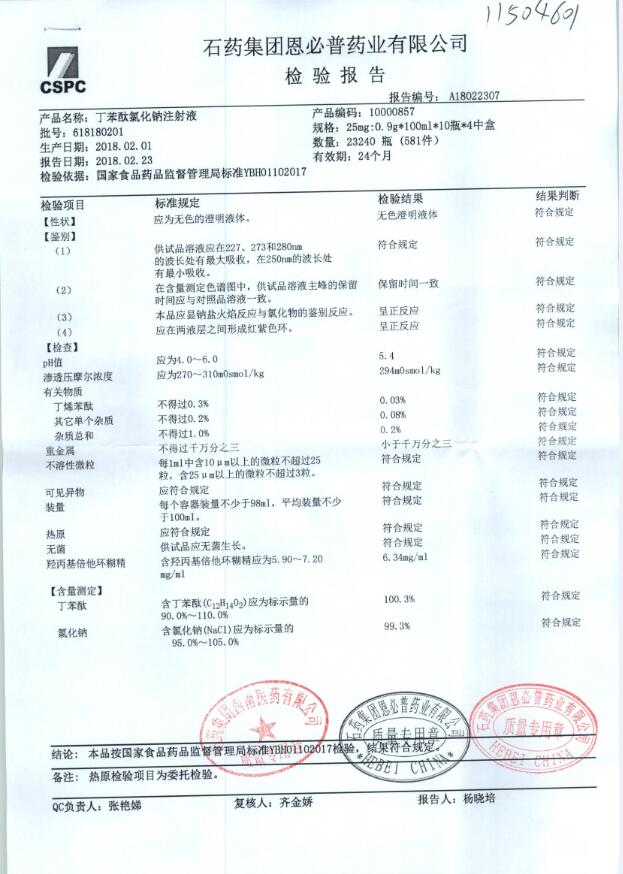 11504601
CSPC
石药集团恩必普药业有限公司
检验报告
报告编号： A18022307
产品名称：丁苯酞氯化钠注射液
产品编码：10000857
批号：618180201
规格：25mg:0.9g*100ml*10瓶*4中盒
生产日期：2018.02.01
数量：23240 瓶 (581件)
报告日期：2018.02.23
有效期：24个月
检验依据：国家食品药品监督管理局标准YBH01102017
检验项目 标准规定 检验结果 结果判断
【性状】 应为无色的澄明液体。 无色澄明液体 符合规定
【鉴别】
（1） 供试品溶液应在227、273和280nm 符合规定 符合规定
的波长处有最大吸收，在250nm的波长处
有最小吸收。
（2） 在含量测定色谱图中，供试品溶液主峰的保留 保留时间一致 符合规定
时间应与对照品溶液一致。
（3） 本品应显钠盐火焰反应与氯化物的鉴别反应。 呈正反应 符合规定
（4） 应在两液层之间形成红紫色环。 呈正反应 符合规定
【检查】
pH值 应为4.0～6.0 5.4 符合规定
渗透压摩尔浓度 应为270～310mOsmol/kg 294mOsmol/kg 符合规定
有关物质
丁烯苯酞 不得过0.3% 0.03% 符合规定
其它单个杂质 不得过0.2% 0.08% 符合规定
杂质总和 不得过1.0% 0.2% 符合规定
重金属 不得过千万分之三 小于千万分之三 符合规定
不溶性微粒 每1ml中含10μm以上的微粒不超过25 符合规定 符合规定
粒，含25μm以上的微粒不超过3粒。
可见异物 应符合规定 符合规定 符合规定
装量 每个容器装量不少于98ml，平均装量不少 符合规定 符合规定
于100ml。
热原 应符合规定 符合规定 符合规定
无菌 供试品应无菌生长。 符合规定 符合规定
羟丙基倍他环糊精 含羟丙基倍他环糊精应为5.90～7.20 6.34mg/ml 符合规定
mg/ml
【含量测定】
丁苯酞 含丁苯酞(C₁₂H₁₄O₂)应为标示量的 100.3% 符合规定
90.0%～110.0%
氯化钠 含氯化钠(NaCl)应为标示量的 99.3% 符合规定
95.0%～105.0%
医药有限公司
质量专用章
石药集团恩必普药业有限公司
质量专用章
*HEBEI CHINA*
石药集团恩必普药业有限公司
质量专用章
HEBEI CHINA
结论： 本品按国家食品药品监督管理局标准YBH01102017检验，结果符合规定。
备注： 热原检验项目为委托检验。
QC负责人：张艳娣 复核人：齐金娇 报告人：杨晓培